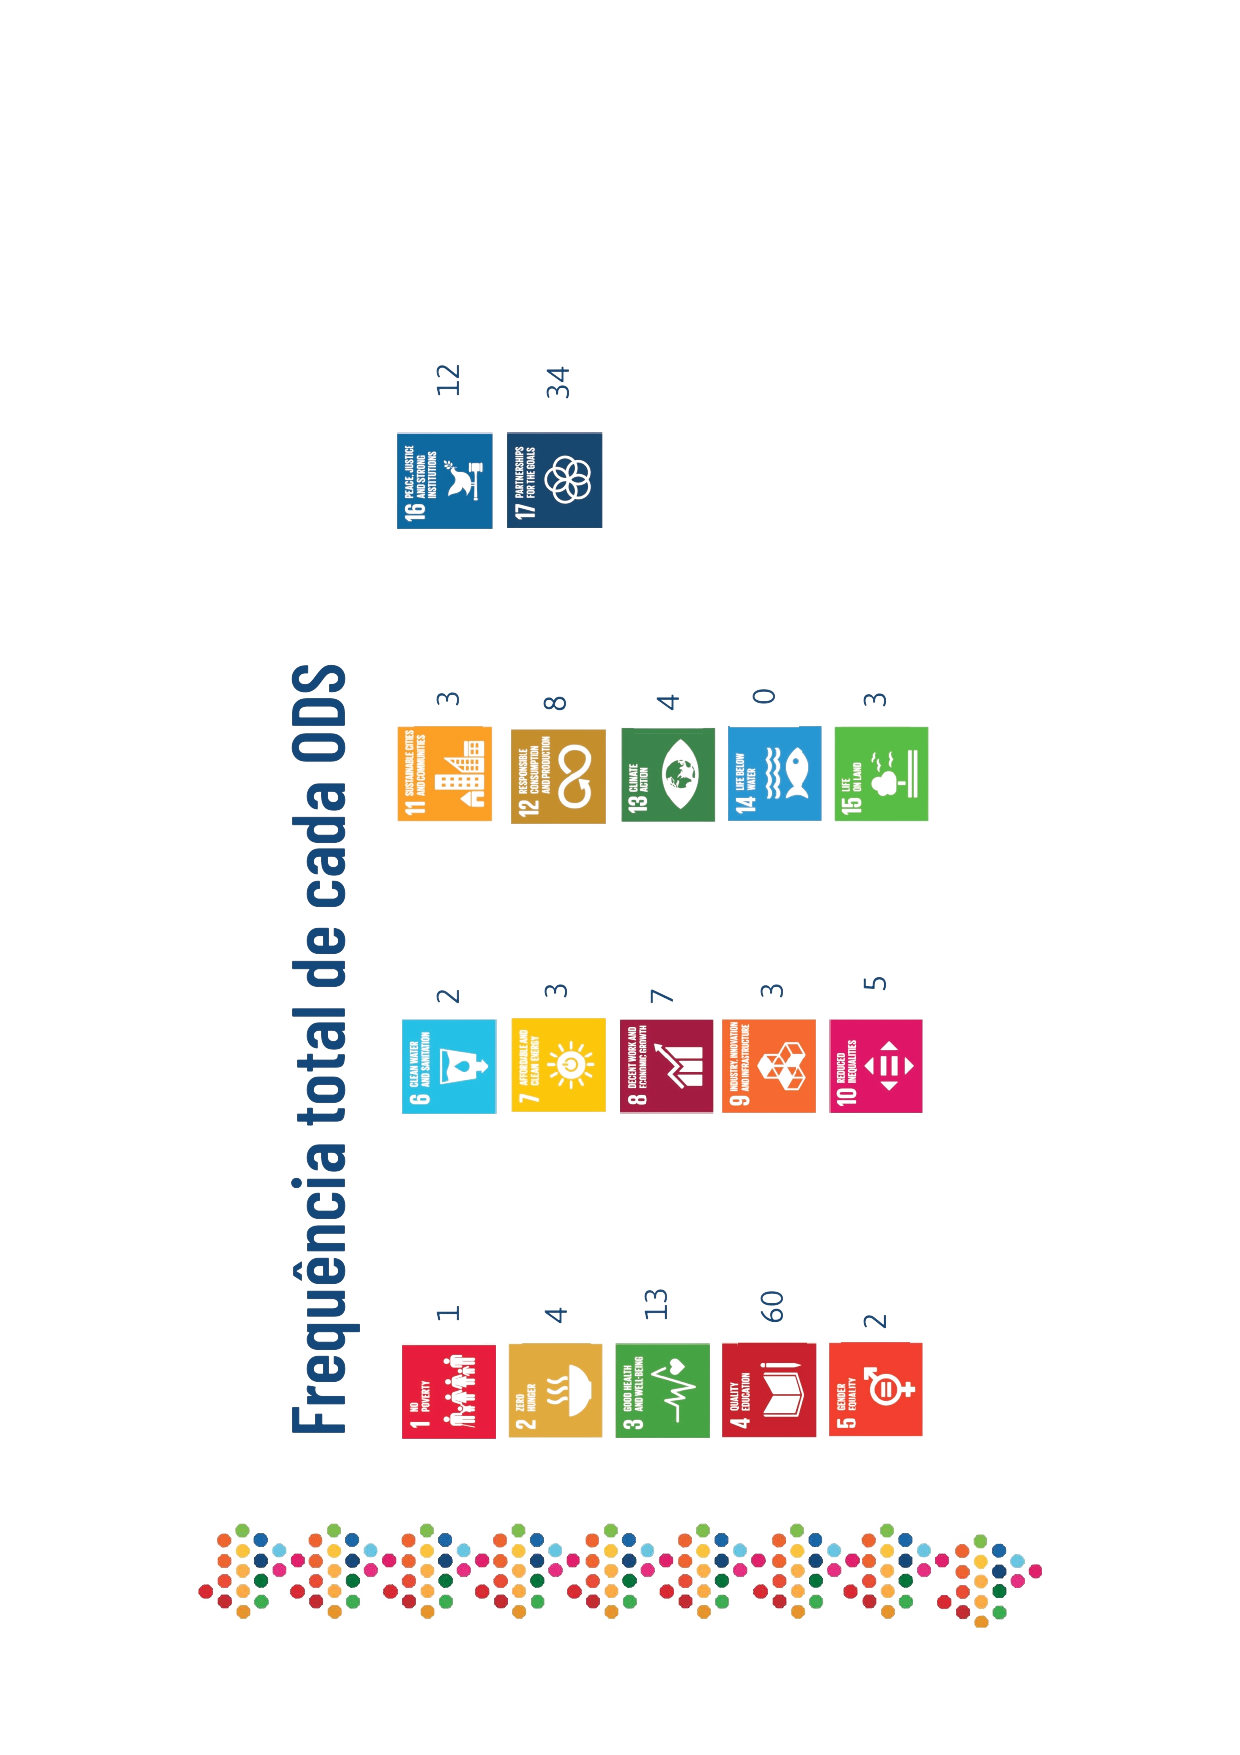 Frequência total de cada ODS
1 NO
POVERTY
1
2 ZERO
HUNGER
4
3 GOOD HEALTH
AND WELL-BEING
13
4 QUALITY
EDUCATION
60
5 GENDER
EQUALITY
2
6 CLEAN WATER
AND SANITATION
2
7 AFFORDABLE AND
CLEAN ENERGY
3
8 DECENT WORK AND
ECONOMIC GROWTH
7
9 INDUSTRY, INNOVATION
AND INFRASTRUCTURE
3
10 REDUCED
INEQUALITIES
5
11 SUSTAINABLE CITIES
AND COMMUNITIES
3
12 RESPONSIBLE
CONSUMPTION
AND PRODUCTION
8
13 CLIMATE
ACTION
4
14 LIFE BELOW
WATER
0
15 LIFE
ON LAND
3
16 PEACE, JUSTICE
AND STRONG
INSTITUTIONS
12
17 PARTNERSHIPS
FOR THE GOALS
34